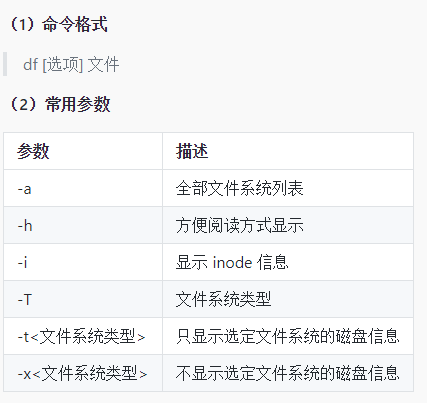 （1）命令格式
df [选项] 文件
（2）常用参数
参数 描述
-a 全部文件系统列表
-h 方便阅读方式显示
-i 显示 inode 信息
-T 文件系统类型
-t<文件系统类型> 只显示选定文件系统的磁盘信息
-x<文件系统类型> 不显示选定文件系统的磁盘信息